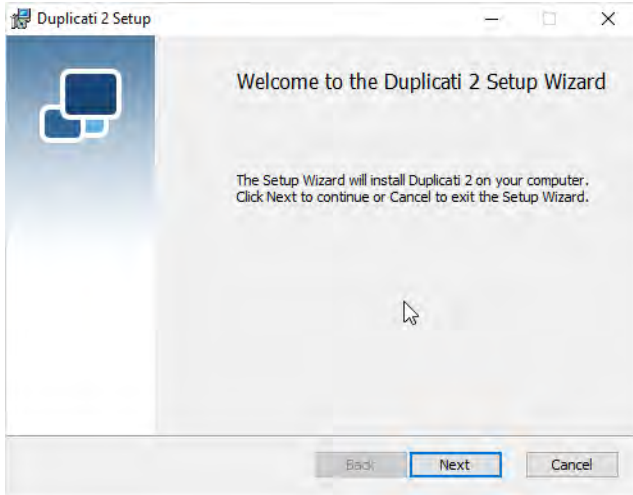 Duplicati 2 Setup
Welcome to the Duplicati 2 Setup Wizard
The Setup Wizard will install Duplicati 2 on your computer.
Click Next to continue or Cancel to exit the Setup Wizard.
Back Next Cancel